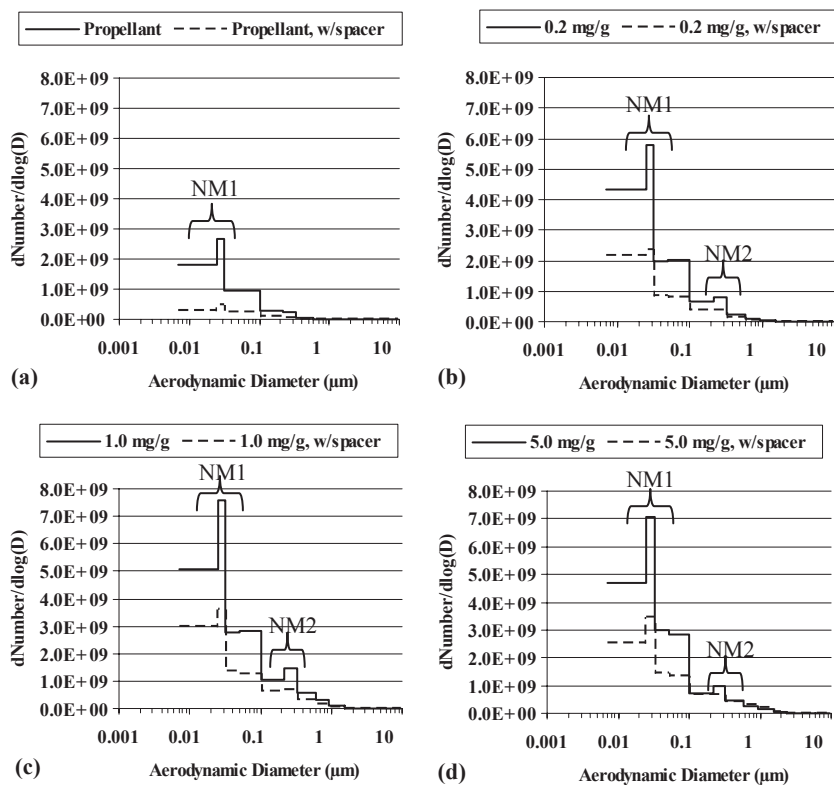 Propellant Propellant, w/spacer
8.0E+09
7.0E+09
6.0E+09
5.0E+09
4.0E+09
3.0E+09
2.0E+09
1.0E+09
0.0E+00
dNumber/dlog(D)
NM1
0.001 0.01 0.1 1 10
Aerodynamic Diameter (µm)
(a)
0.2 mg/g 0.2 mg/g, w/spacer
8.0E+09
7.0E+09
6.0E+09
5.0E+09
4.0E+09
3.0E+09
2.0E+09
1.0E+09
0.0E+00
dNumber/dlog(D)
NM1
NM2
0.001 0.01 0.1 1 10
Aerodynamic Diameter (µm)
(b)
1.0 mg/g 1.0 mg/g, w/spacer
8.0E+09
7.0E+09
6.0E+09
5.0E+09
4.0E+09
3.0E+09
2.0E+09
1.0E+09
0.0E+00
dNumber/dlog(D)
NM1
NM2
0.001 0.01 0.1 1 10
Aerodynamic Diameter (µm)
(c)
5.0 mg/g 5.0 mg/g, w/spacer
8.0E+09
7.0E+09
6.0E+09
5.0E+09
4.0E+09
3.0E+09
2.0E+09
1.0E+09
0.0E+00
dNumber/dlog(D)
NM1
NM2
0.001 0.01 0.1 1 10
Aerodynamic Diameter (µm)
(d)